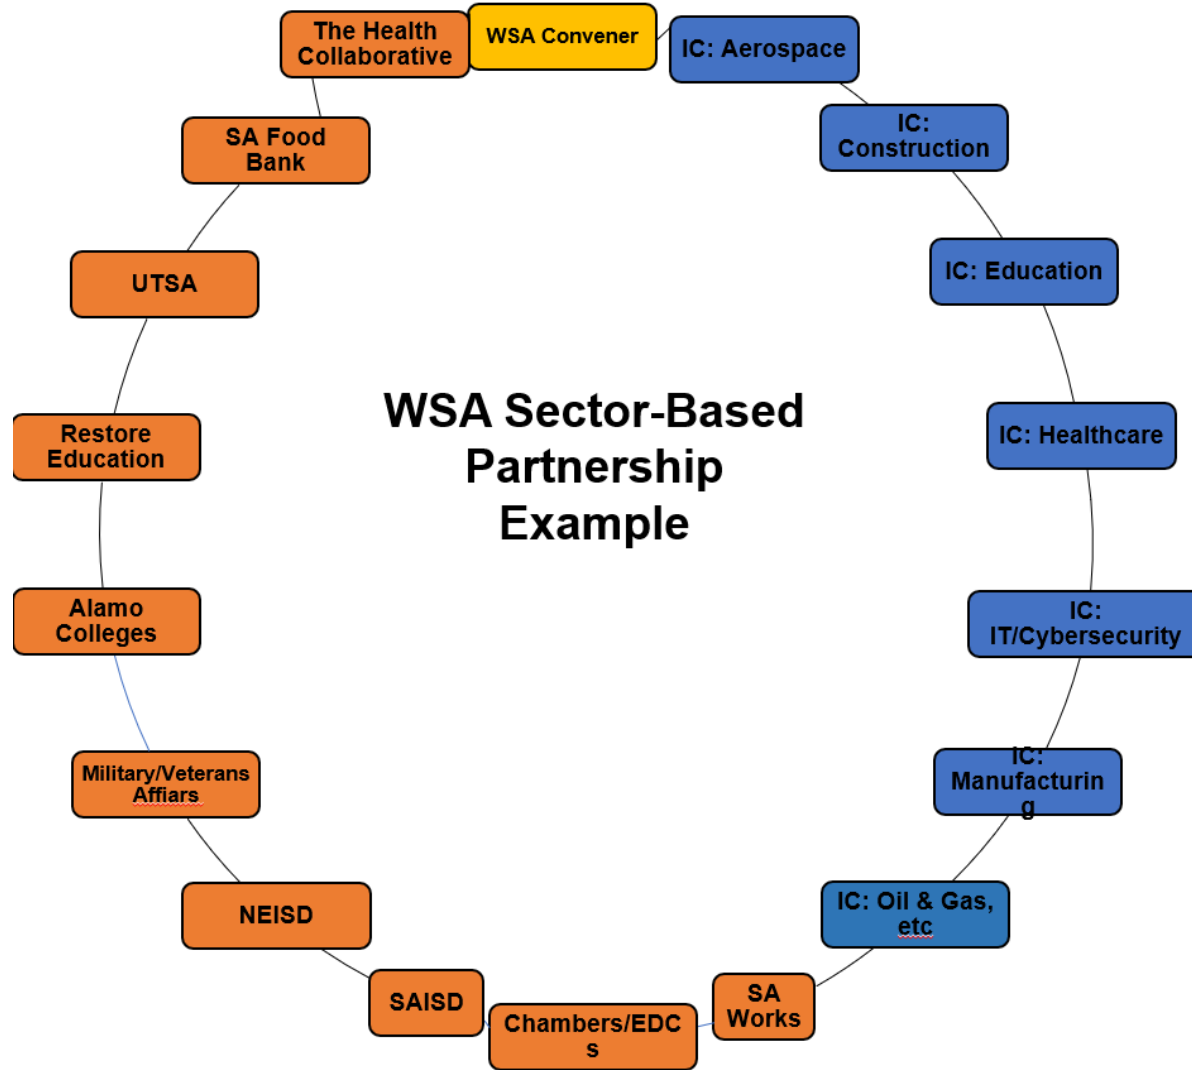 The Health
Collaborative
WSA Convener
IC: Aerospace
IC:
Construction
IC: Education
IC: Healthcare
IC:
IT/Cybersecurity
IC:
Manufacturin
g
IC: Oil & Gas,
etc
SA
Works
Chambers/EDC
s
SAISD
NEISD
Military/Veterans
Affiars
Alamo
Colleges
Restore
Education
UTSA
SA Food
Bank
WSA Sector-Based
Partnership
Example